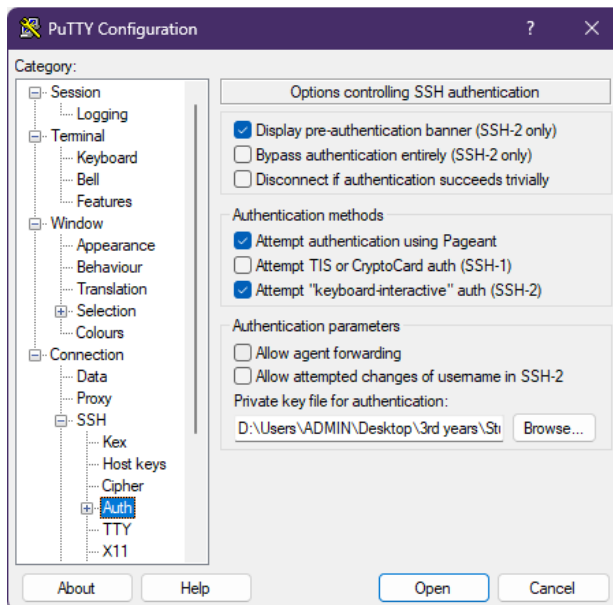 PuTTY Configuration
?
Category:
Session
Logging
Terminal
Keyboard
Bell
Features
Window
Appearance
Behaviour
Translation
Selection
Colours
Connection
Data
Proxy
SSH
Kex
Host keys
Cipher
Auth
TTY
X11
Options controlling SSH authentication
Display pre-authentication banner (SSH-2 only)
Bypass authentication entirely (SSH-2 only)
Disconnect if authentication succeeds trivially
Authentication methods
Attempt authentication using Pageant
Attempt TIS or CryptoCard auth (SSH-1)
Attempt "keyboard-interactive" auth (SSH-2)
Authentication parameters
Allow agent forwarding
Allow attempted changes of username in SSH-2
Private key file for authentication:
D:\Users\ADMIN\Desktop\3rd years\Stu
Browse...
About
Help
Open
Cancel